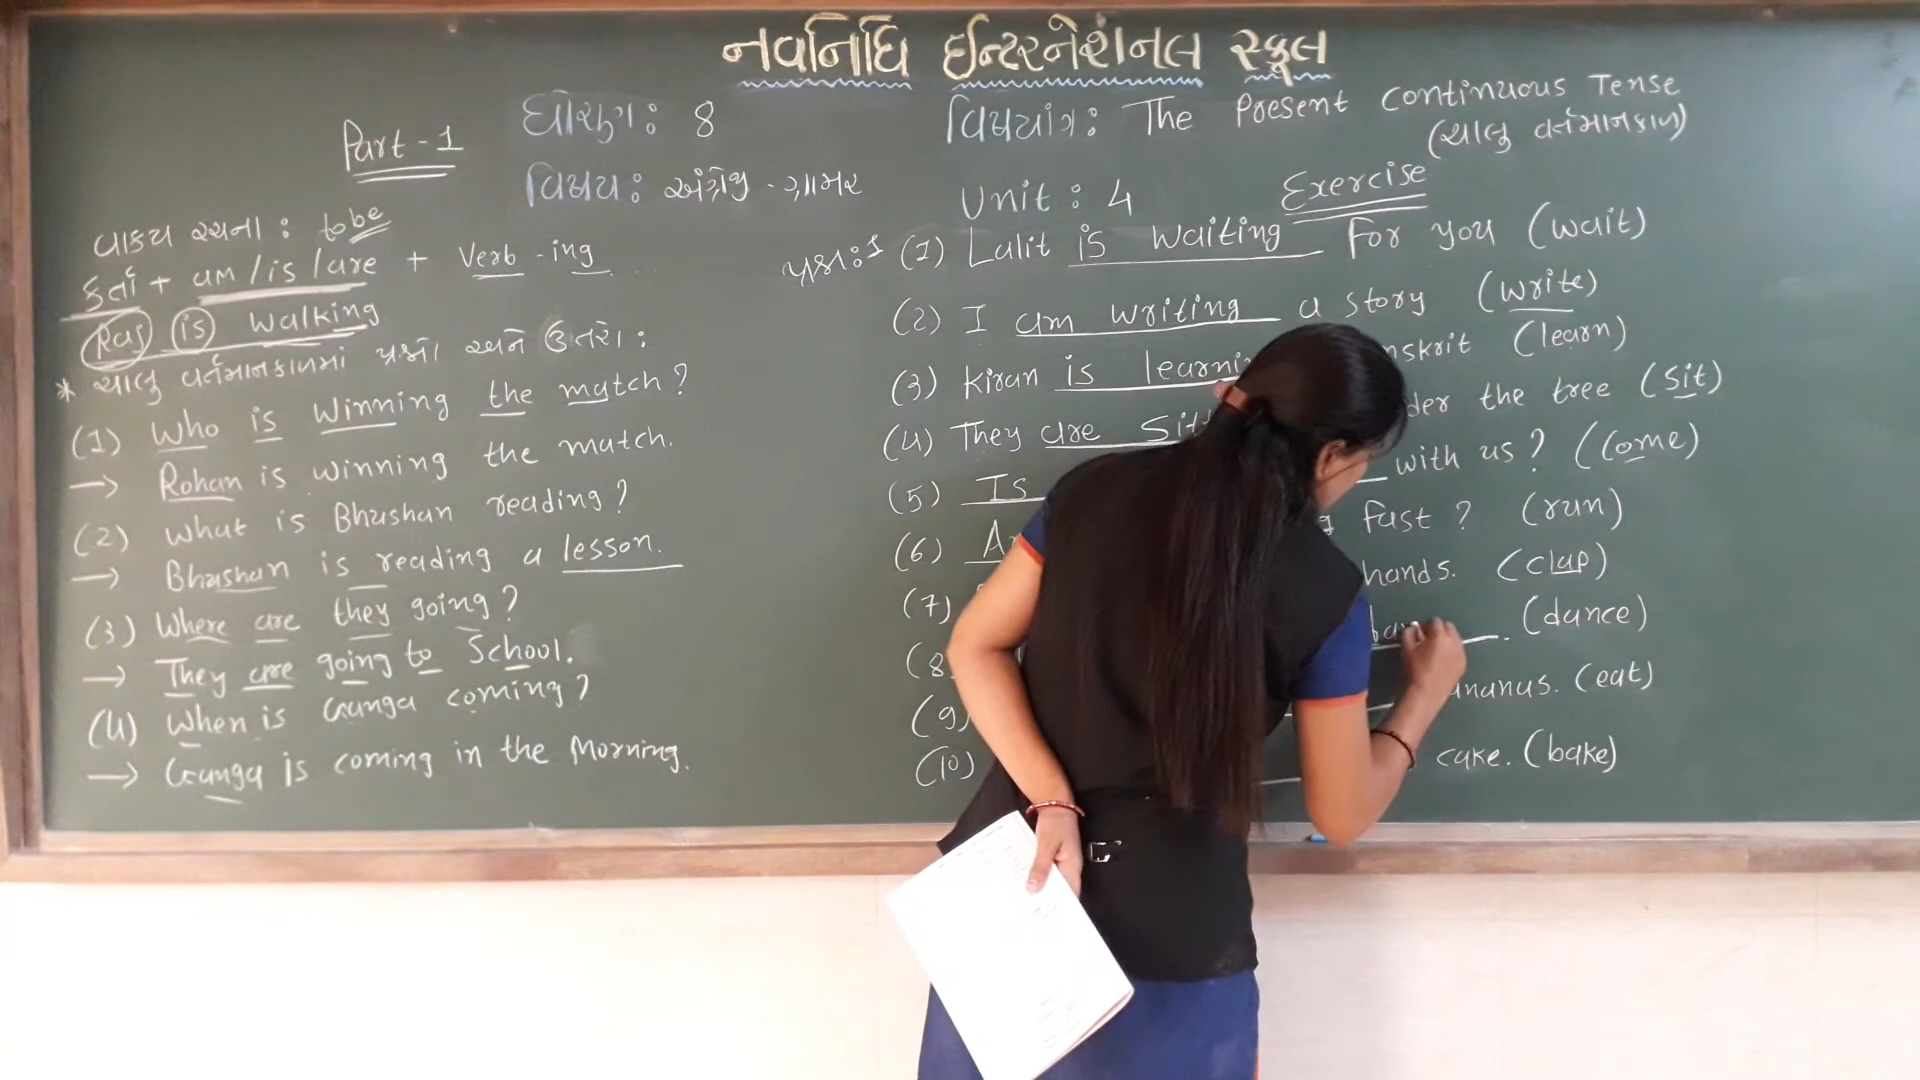 નવનિધિ ઈન્ટરનેશનલ સ્કૂલ
Part - 1
ધોરણ : 8
વિષય : અંગ્રેજી - ગ્રામર
વિષયાંગ : The Present Continuous Tense
(ચાલુ વર્તમાનકાળ)
Unit : 4
Exercise
વાક્ય રચના : to be
કર્તા + am / is / are + Verb - ing
Raj is walking
* ચાલુ વર્તમાનકાળમાં પ્રશ્નો અને ઉત્તરો :
(1) Who is winning the match ?
→ Rohan is winning the match.
(2) What is Bhushan reading ?
→ Bhushan is reading a lesson.
(3) Where are they going ?
→ They are going to School.
(4) When is Ganga coming ?
→ Ganga is coming in the Morning.
પ્રશ્ન : 1 (1) Lalit is waiting for you (wait)
(2) I am writing a story (write)
(3) Kiran is (learn)
(4) They are the tree (sit)
(5) Is with us ? (come)
(6) fast ? (run)
(7) hands. (clap)
(8 (dance)
(9) (eat)
(10) cake. (bake)